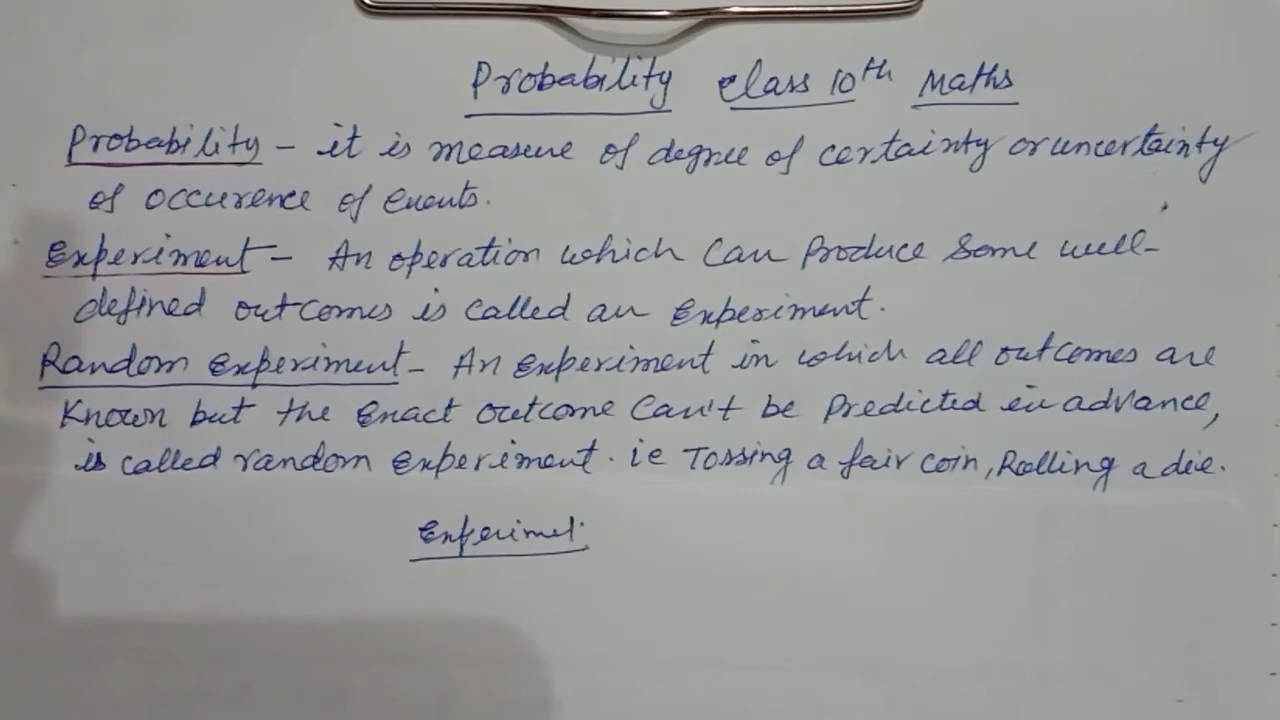 Probability Class 10th Maths
Probability - it is measure of degree of certainty or uncertainty
of occurence of events.
Experiment - An operation which can produce some well-
defined outcomes is called an experiment.
Random experiment - An experiment in which all outcomes are
known but the exact outcome can't be predicted in advance,
is called random experiment. ie Tossing a fair coin, Rolling a die.
Experimet.